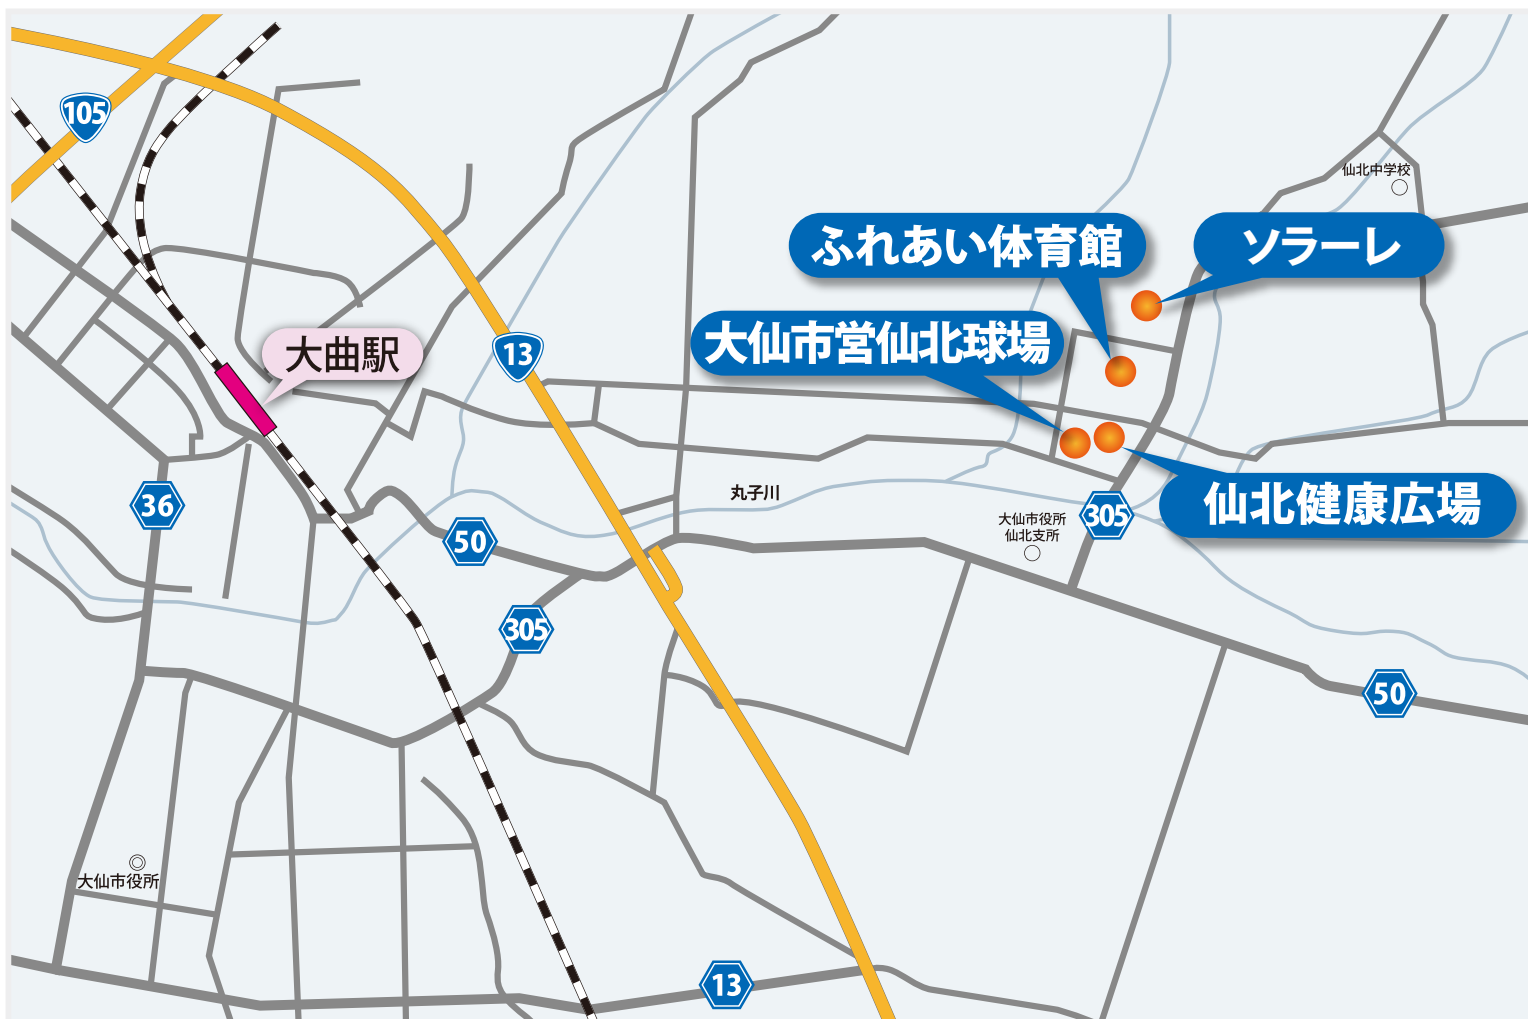 105
仙北中学校
ふれあい体育館
ソラーレ
大仙市営仙北球場
大曲駅
13
丸子川
36
50
大仙市役所
仙北支所
305
仙北健康広場
305
50
大仙市役所
13